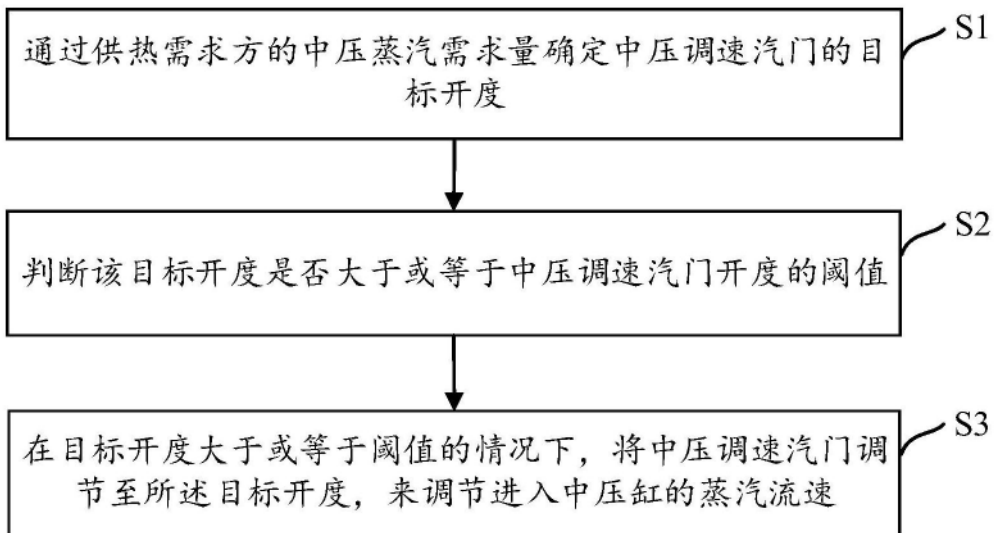 通过供热需求方的中压蒸汽需求量确定中压调速汽门的目
标开度
S1
判断该目标开度是否大于或等于中压调速汽门开度的阈值
S2
在目标开度大于或等于阈值的情况下，将中压调速汽门调
节至所述目标开度，来调节进入中压缸的蒸汽流速
S3